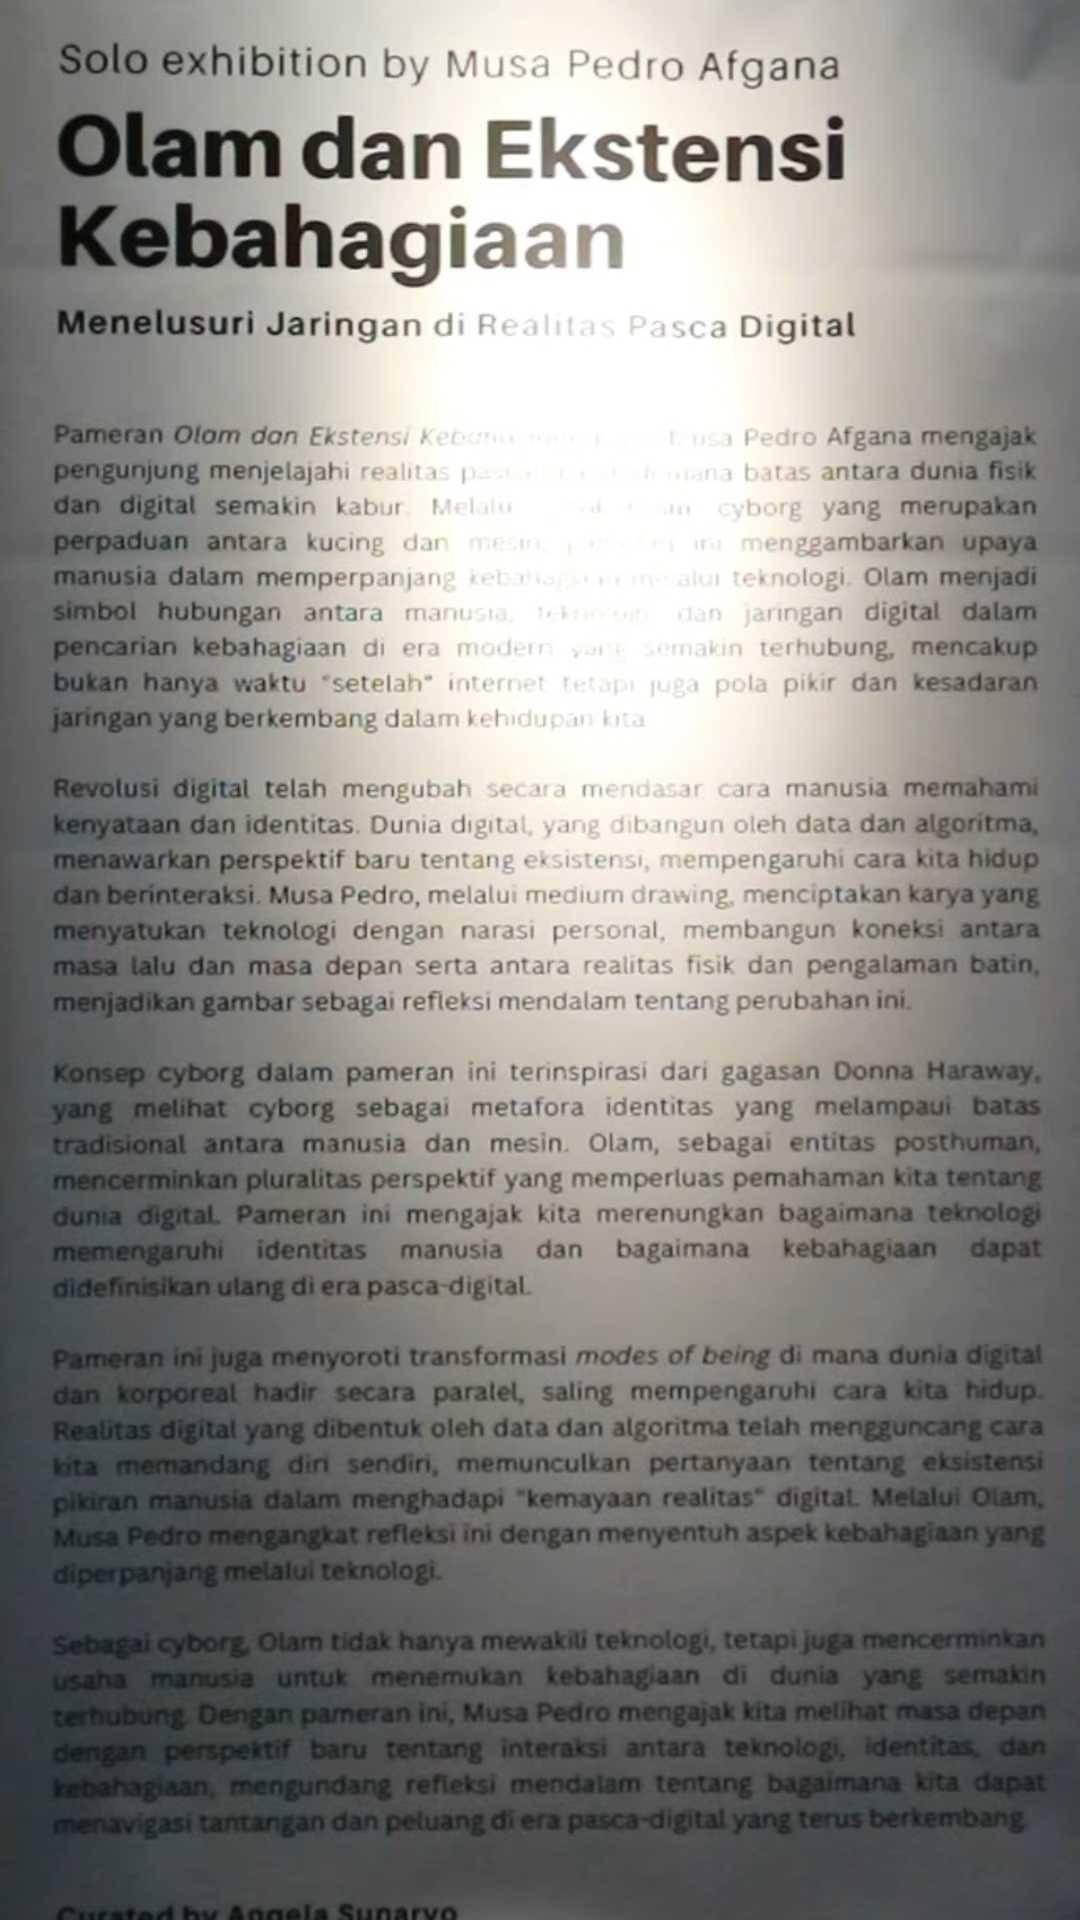 Solo exhibition by Musa Pedro Afgana
Olam dan Ekstensi
Kebahagiaan
Menelusuri Jaringan di Realitas Pasca Digital
Pameran Olam dan Ekstensi Musa Pedro Afgana mengajak
pengunjung menjelajahi realitas mana batas antara dunia fisik
dan digital semakin kabur. cyborg yang merupakan
perpaduan antara kucing dan mesin, ini menggambarkan upaya
manusia dalam memperpanjang kebahagiaan melalui teknologi. Olam menjadi
simbol hubungan antara manusia, teknologi, dan jaringan digital dalam
pencarian kebahagiaan di era modern yang semakin terhubung, mencakup
bukan hanya waktu "setelah" internet tetapi juga pola pikir dan kesadaran
jaringan yang berkembang dalam kehidupan kita
Revolusi digital telah mengubah secara mendasar cara manusia memahami
kenyataan dan identitas. Dunia digital, yang dibangun oleh data dan algoritma,
menawarkan perspektif baru tentang eksistensi, mempengaruhi cara kita hidup
dan berinteraksi. Musa Pedro, melalui medium drawing, menciptakan karya yang
menyatukan teknologi dengan narasi personal, membangun koneksi antara
masa lalu dan masa depan serta antara realitas fisik dan pengalaman batin,
menjadikan gambar sebagai refleksi mendalam tentang perubahan ini.
Konsep cyborg dalam pameran ini terinspirasi dari gagasan Donna Haraway,
yang melihat cyborg sebagai metafora identitas yang melampaui batas
tradisional antara manusia dan mesin. Olam, sebagai entitas posthuman,
mencerminkan pluralitas perspektif yang memperluas pemahaman kita tentang
dunia digital. Pameran ini mengajak kita merenungkan bagaimana teknologi
memengaruhi identitas manusia dan bagaimana kebahagiaan dapat
didefinisikan ulang di era pasca-digital.
Pameran ini juga menyoroti transformasi modes of being di mana dunia digital
dan korporeal hadir secara paralel, saling mempengaruhi cara kita hidup.
Realitas digital yang dibentuk oleh data dan algoritma telah mengguncang cara
kita memandang diri sendiri, memunculkan pertanyaan tentang eksistensi
pikiran manusia dalam menghadapi "kemayaan realitas" digital. Melalui Olam,
Musa Pedro mengangkat refleksi ini dengan menyentuh aspek kebahagiaan yang
diperpanjang melalui teknologi.
Sebagai cyborg, Olam tidak hanya mewakili teknologi, tetapi juga mencerminkan
usaha manusia untuk menemukan kebahagiaan di dunia yang semakin
terhubung. Dengan pameran ini, Musa Pedro mengajak kita melihat masa depan
dengan perspektif baru tentang interaksi antara teknologi, identitas, dan
kebahagiaan, mengundang refleksi mendalam tentang bagaimana kita dapat
menavigasi tantangan dan peluang di era pasca-digital yang terus berkembang.
Curated by Angela Sunaryo